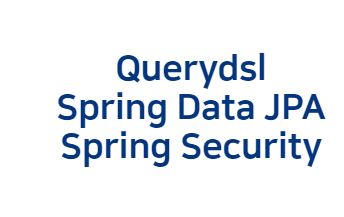 Querydsl
Spring Data JPA
Spring Security